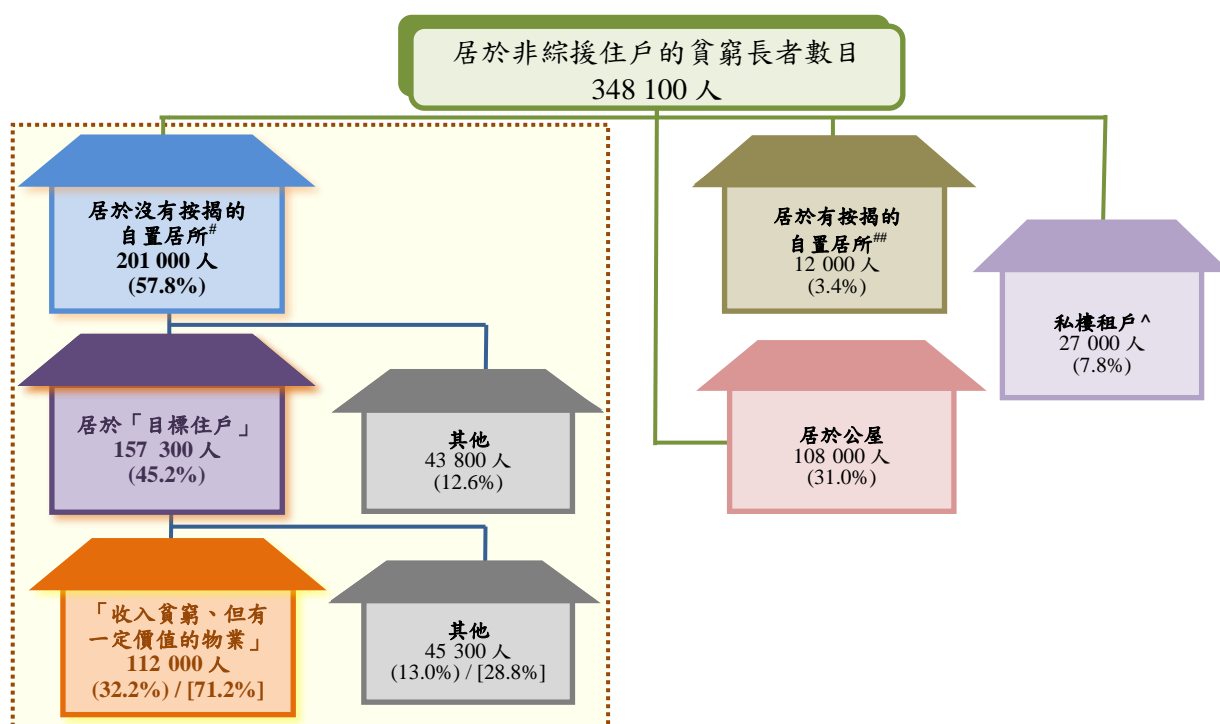 居於非綜援住戶的貧窮長者數目
348 100 人
居於沒有按揭的
自置居所#
201 000 人
(57.8%)
居於有按揭的
自置居所##
12 000 人
(3.4%)
私樓租戶^
27 000 人
(7.8%)
居於「目標住戶」
157 300 人
(45.2%)
其他
43 800 人
(12.6%)
居於公屋
108 000 人
(31.0%)
「收入貧窮、但有
一定價值的物業」
112 000 人
(32.2%) / [71.2%]
其他
45 300 人
(13.0%) / [28.8%]